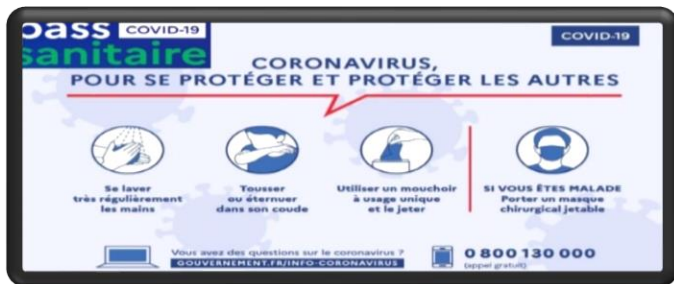 pass COVID-19
sanitaire
COVID-19
CORONAVIRUS,
POUR SE PROTÉGER ET PROTÉGER LES AUTRES
Se laver
très régulièrement
les mains
Tousser
ou éternuer
dans son coude
Utiliser un mouchoir
à usage unique
et le jeter
SI VOUS ÊTES MALADE
Porter un masque
chirurgical jetable
Vous avez des questions sur le coronavirus ?
GOUVERNEMENT.FR/INFO-CORONAVIRUS
0 800 130 000
(appel gratuit)